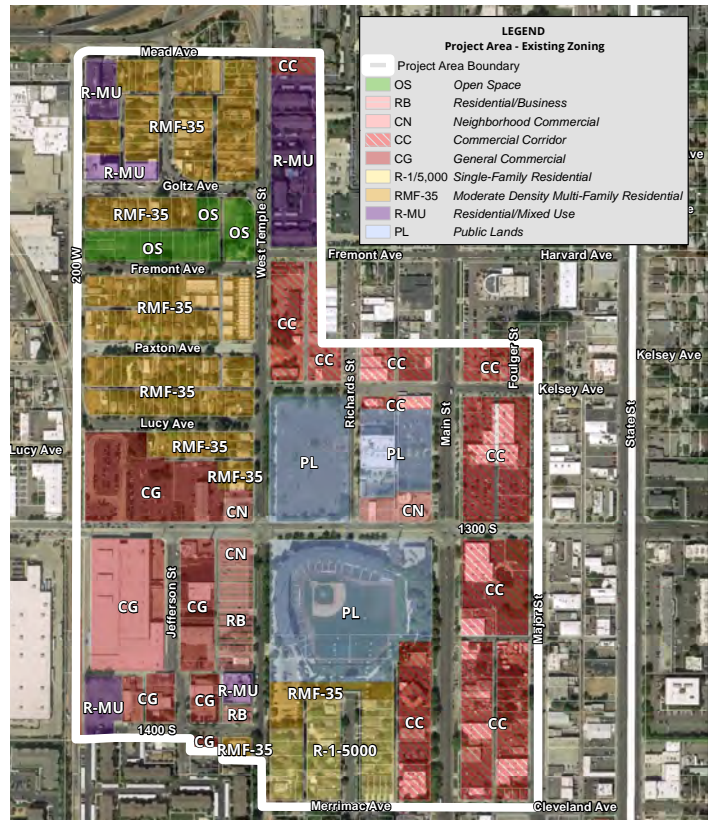 LEGEND
Project Area - Existing Zoning
Project Area Boundary
OS Open Space
RB Residential/Business
CN Neighborhood Commercial
CC Commercial Corridor
CG General Commercial
R-1/5,000 Single-Family Residential
RMF-35 Moderate Density Multi-Family Residential
R-MU Residential/Mixed Use
PL Public Lands
Mead Ave
CC
R-MU
RMF-35
R-MU
ve
R-MU
Goltz Ave
e
RMF-35
OS
OS
OS
West Temple St
200 W
Fremont Ave
Fremont Ave
Harvard Ave
RMF-35
CC
Paxton Ave
CC
CC
CC
Foulger St
Kelsey Ave
Kelsey Ave
RMF-35
Richards St
CC
Main St
State St
Lucy Ave
Lucy Ave
RMF-35
PL
PL
CC
RMF-35
CG
CN
CN
1300 S
CN
Jefferson St
CG
CG
RB
PL
CC
Major St
R-MU
CG
CG
R-MU
RB
RMF-35
1400 S
CG
RMF-35
R-1-5000
CC
CC
Merrimac Ave
Cleveland Ave